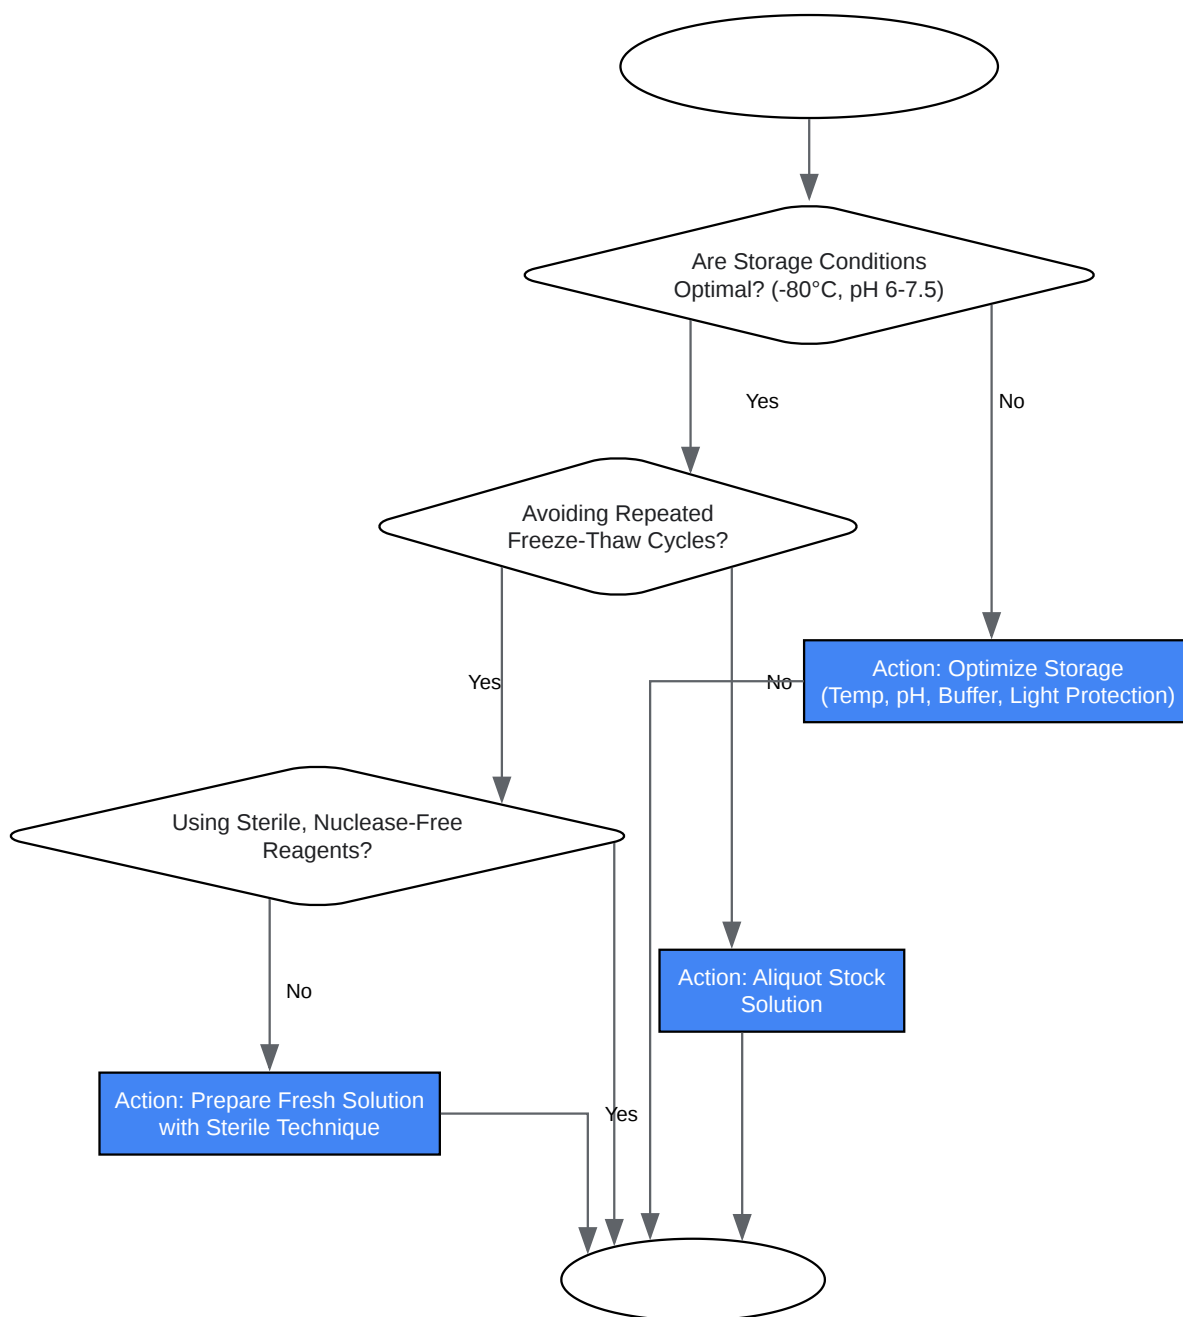 Are Storage Conditions
Optimal? (-80°C, pH 6-7.5)
Yes
No
Avoiding Repeated
Freeze-Thaw Cycles?
Action: Optimize Storage
(Temp, pH, Buffer, Light Protection)
Yes
No
Using Sterile, Nuclease-Free
Reagents?
Action: Aliquot Stock
Solution
No
Action: Prepare Fresh Solution
with Sterile Technique
Yes